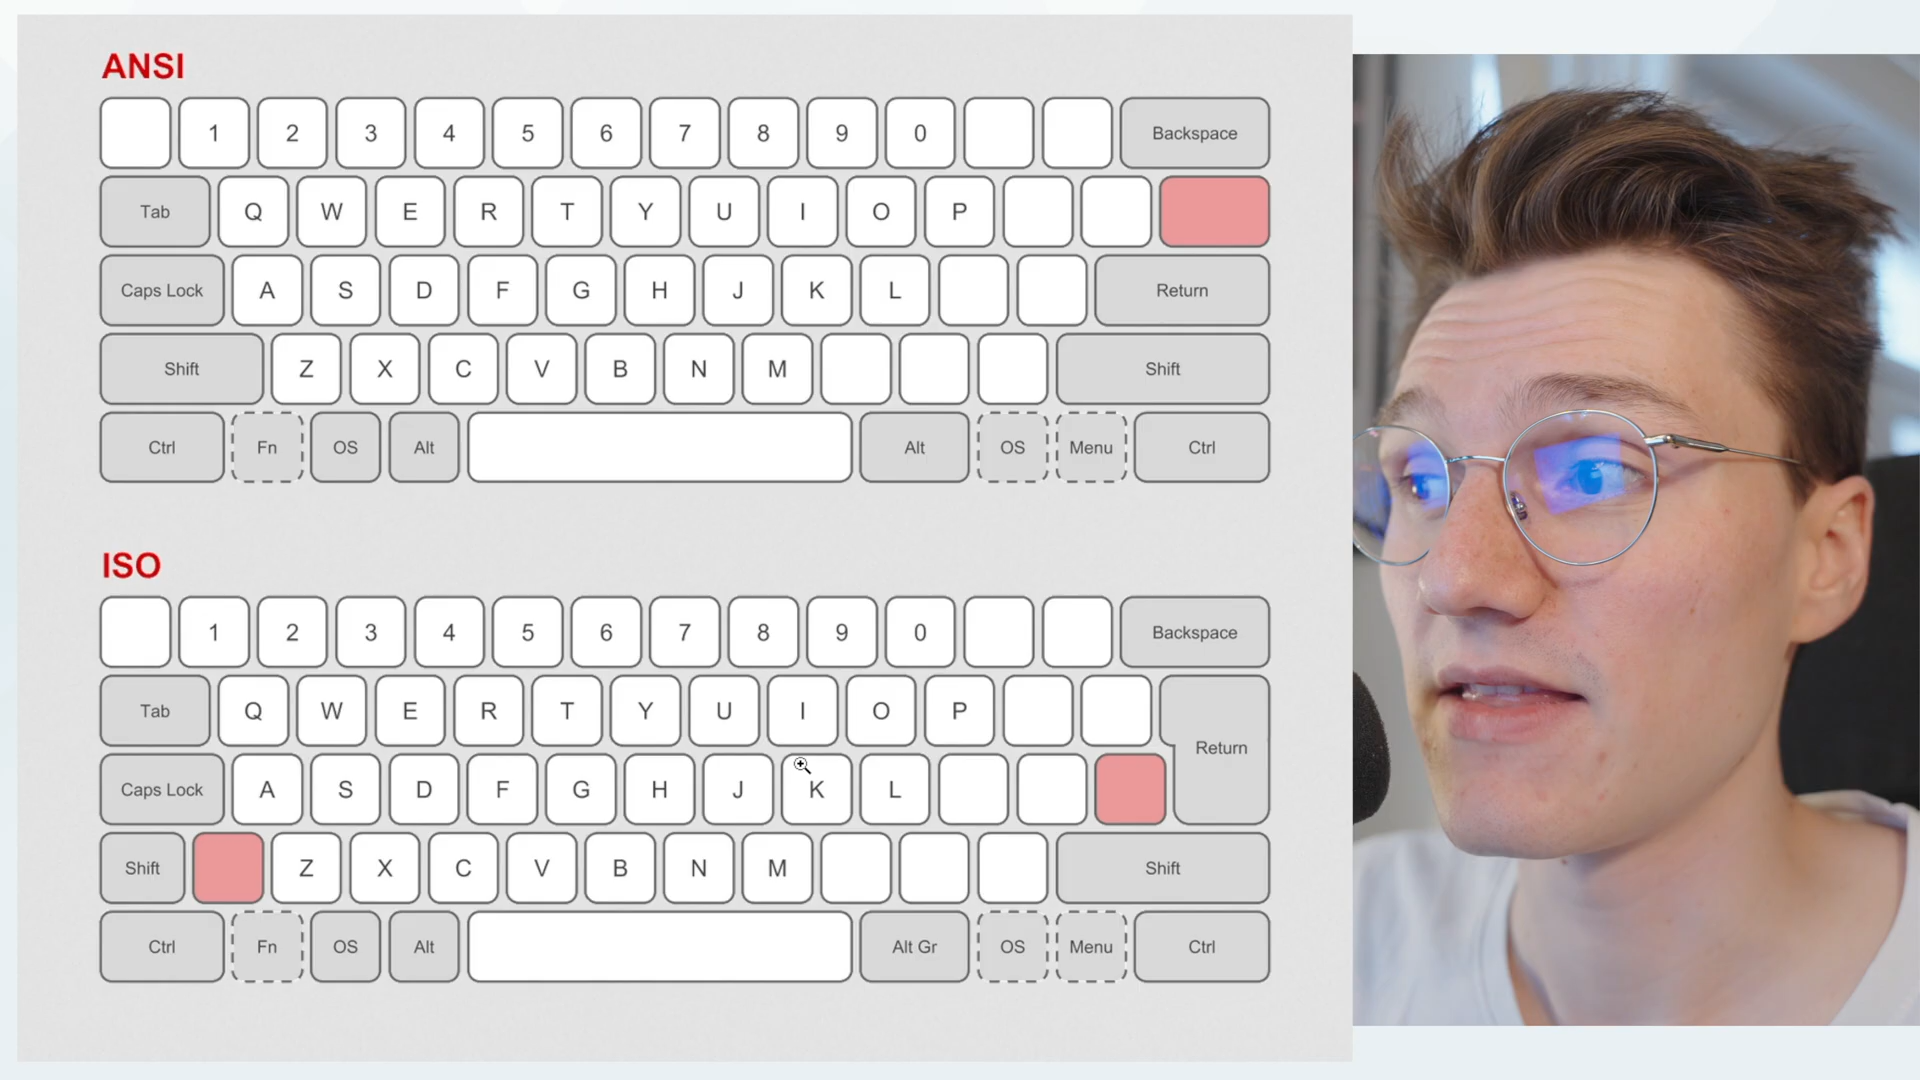 ANSI
1 2 3 4 5 6 7 8 9 0 Backspace
Tab Q W E R T Y U I O P
Caps Lock A S D F G H J K L Return
Shift Z X C V B N M Shift
Ctrl Fn OS Alt Alt OS Menu Ctrl
ISO
1 2 3 4 5 6 7 8 9 0 Backspace
Tab Q W E R T Y U I O P Return
Caps Lock A S D F G H J K L
Shift Z X C V B N M Shift
Ctrl Fn OS Alt Alt Gr OS Menu Ctrl